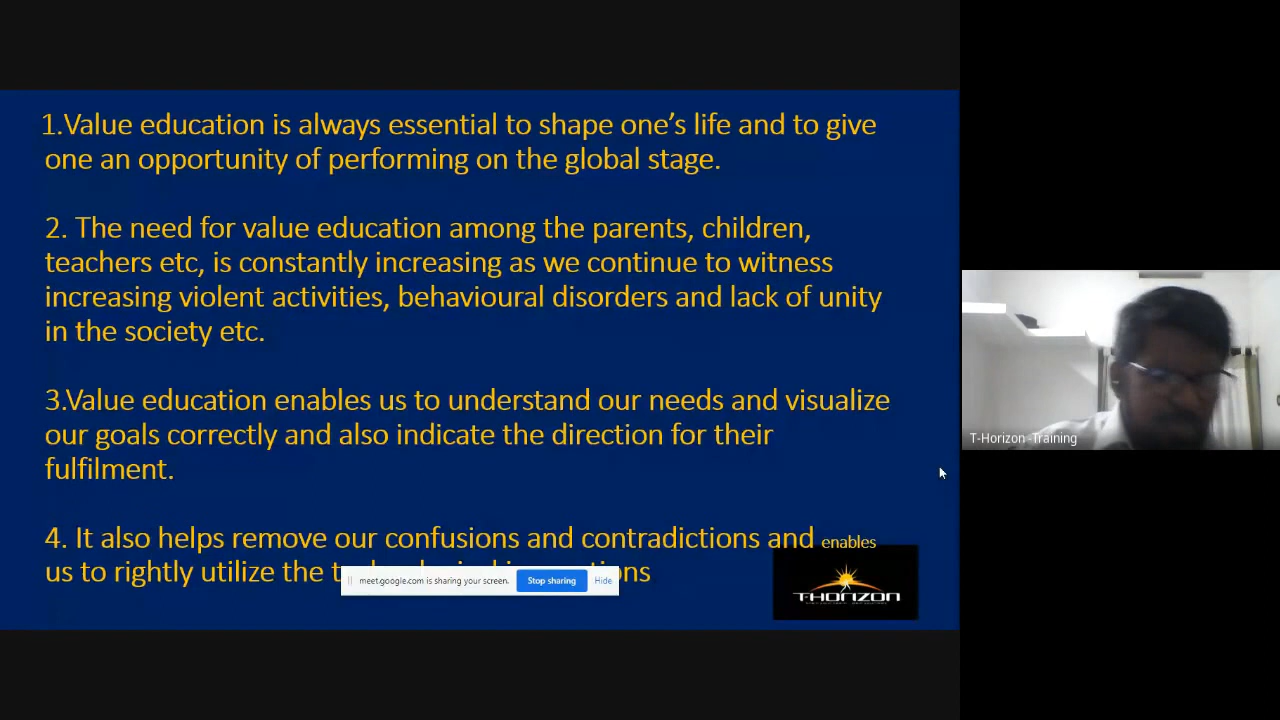 1.Value education is always essential to shape one's life and to give
one an opportunity of performing on the global stage.
2. The need for value education among the parents, children,
teachers etc, is constantly increasing as we continue to witness
increasing violent activities, behavioural disorders and lack of unity
in the society etc.
3.Value education enables us to understand our needs and visualize
our goals correctly and also indicate the direction for their
fulfilment.
4. It also helps remove our confusions and contradictions and enables
us to rightly utilize the
meet.google.com is sharing your screen.
Stop sharing
Hide
T-HORIZON
T-Horizon -Training